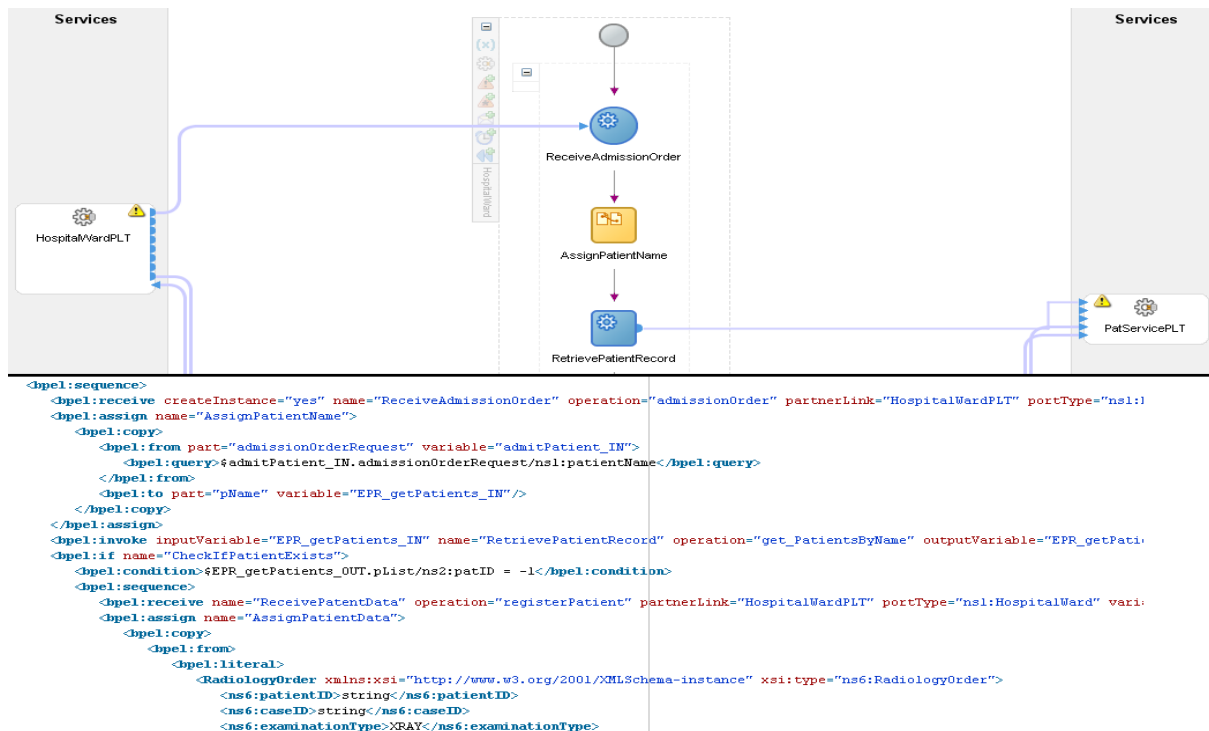 Services
Services
(x)
HospitalWard
ReceiveAdmissionOrder
HospitalWardPLT
AssignPatientName
PatServicePLT
RetrievePatientRecord
<bpel:sequence>
<bpel:receive createInstance="yes" name="ReceiveAdmissionOrder" operation="admissionOrder" partnerLink="HospitalWardPLT" portType="ns1:
<bpel:assign name="AssignPatientName">
<bpel:copy>
<bpel:from part="admissionOrderRequest" variable="admitPatient_IN">
<bpel:query>$admitPatient_IN.admissionOrderRequest/ns1:patientName</bpel:query>
</bpel:from>
<bpel:to part="pName" variable="EPR_getPatients_IN"/>
</bpel:copy>
</bpel:assign>
<bpel:invoke inputVariable="EPR_getPatients_IN" name="RetrievePatientRecord" operation="get_PatientsByName" outputVariable="EPR_getPatie
<bpel:if name="CheckIfPatientExists">
<bpel:condition>$EPR_getPatients_OUT.pList/ns2:patID = -1</bpel:condition>
<bpel:sequence>
<bpel:receive name="ReceivePatentData" operation="registerPatient" partnerLink="HospitalWardPLT" portType="ns1:HospitalWard" vari
<bpel:assign name="AssignPatientData">
<bpel:copy>
<bpel:from>
<bpel:literal>
<RadiologyOrder xmlns:xsi="http://www.w3.org/2001/XMLSchema-instance" xsi:type="ns6:RadiologyOrder">
<ns6:patientID>string</ns6:patientID>
<ns6:caseID>string</ns6:caseID>
<ns6:examinationType>XRAY</ns6:examinationType>